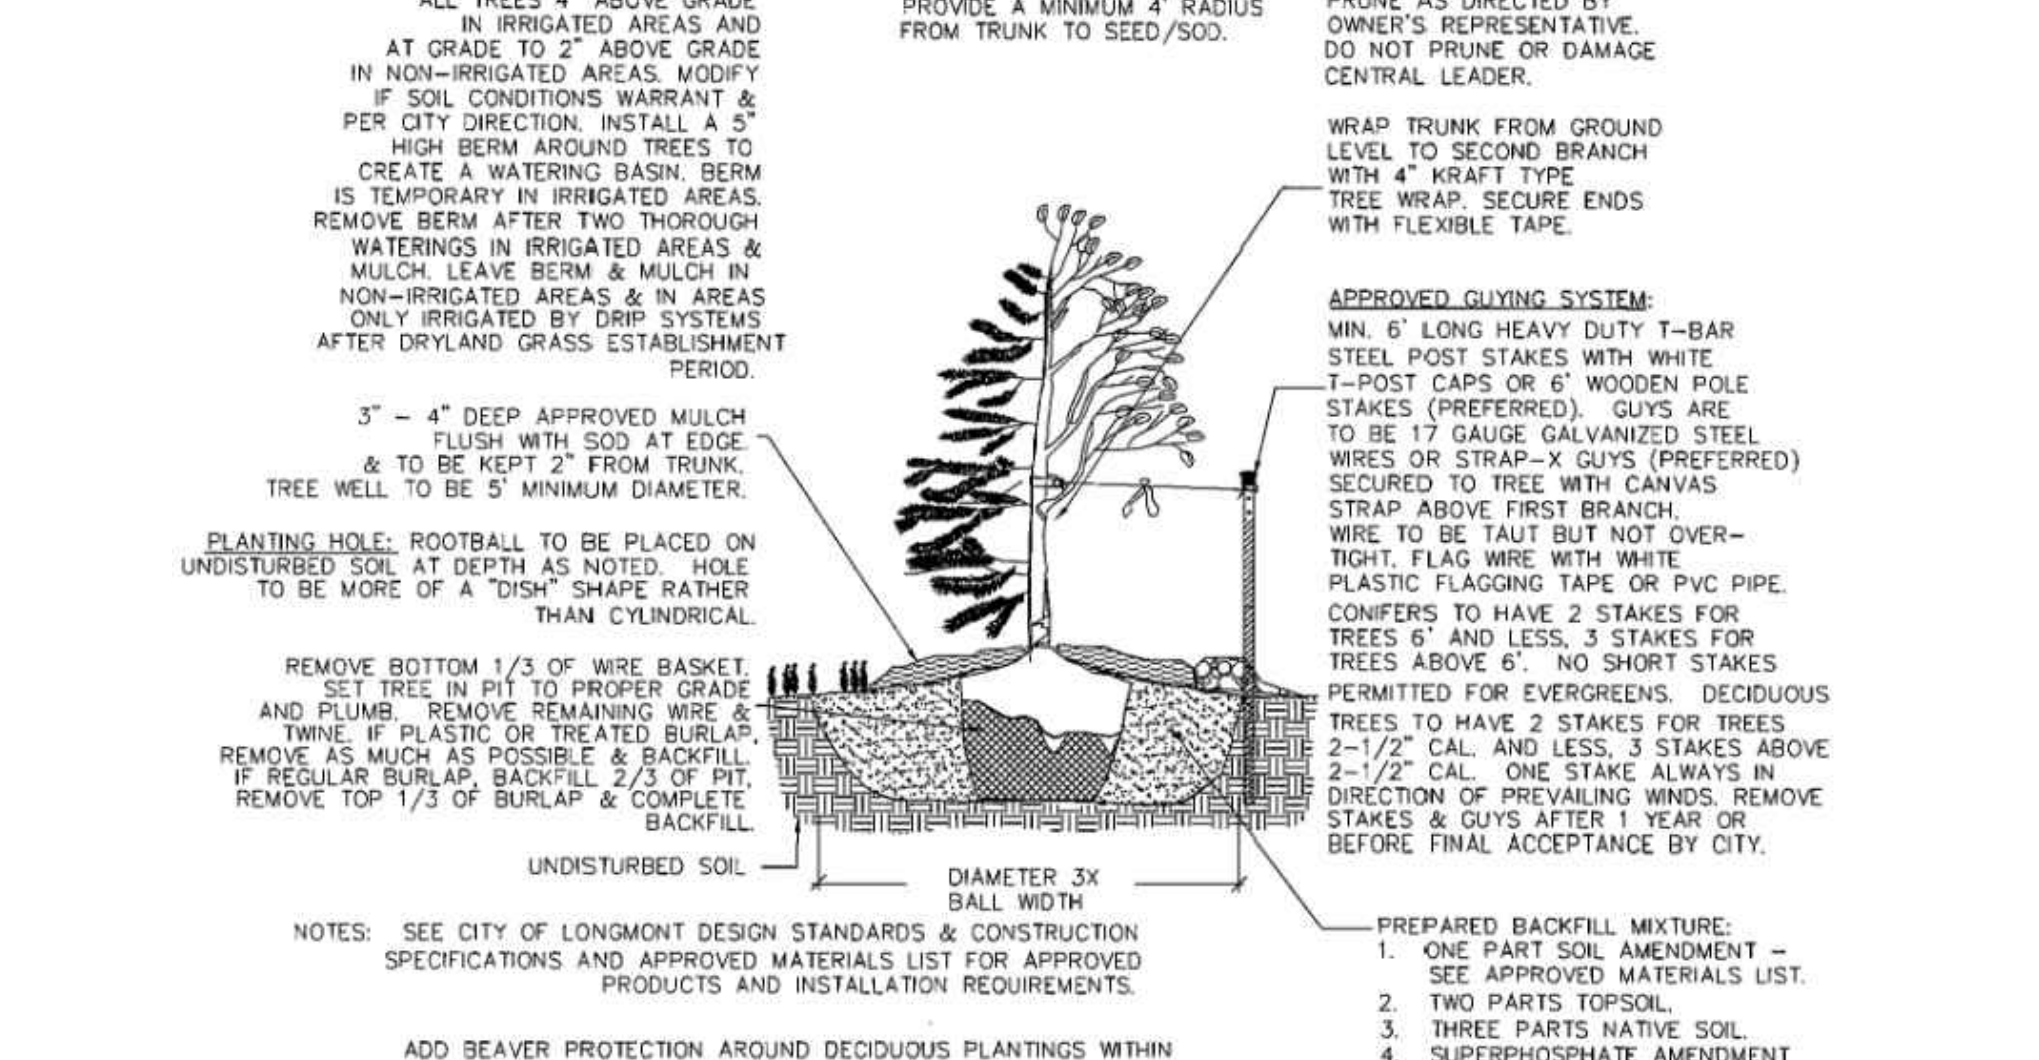 ALL TREES 4" ABOVE GRADE
IN IRRIGATED AREAS AND
AT GRADE TO 2" ABOVE GRADE
IN NON-IRRIGATED AREAS. MODIFY
IF SOIL CONDITIONS WARRANT &
PER CITY DIRECTION. INSTALL A 5"
HIGH BERM AROUND TREES TO
CREATE A WATERING BASIN. BERM
IS TEMPORARY IN IRRIGATED AREAS.
REMOVE BERM AFTER TWO THOROUGH
WATERINGS IN IRRIGATED AREAS &
MULCH. LEAVE BERM & MULCH IN
NON-IRRIGATED AREAS & IN AREAS
ONLY IRRIGATED BY DRIP SYSTEMS
AFTER DRYLAND GRASS ESTABLISHMENT
PERIOD.
3" - 4" DEEP APPROVED MULCH
FLUSH WITH SOD AT EDGE.
& TO BE KEPT 2" FROM TRUNK.
TREE WELL TO BE 5' MINIMUM DIAMETER.
PLANTING HOLE: ROOTBALL TO BE PLACED ON
UNDISTURBED SOIL AT DEPTH AS NOTED. HOLE
TO BE MORE OF A "DISH" SHAPE RATHER
THAN CYLINDRICAL.
REMOVE BOTTOM 1/3 OF WIRE BASKET.
SET TREE IN PIT TO PROPER GRADE
AND PLUMB. REMOVE REMAINING WIRE &
TWINE. IF PLASTIC OR TREATED BURLAP,
REMOVE AS MUCH AS POSSIBLE & BACKFILL.
IF REGULAR BURLAP, BACKFILL 2/3 OF PIT,
REMOVE TOP 1/3 OF BURLAP & COMPLETE
BACKFILL.
UNDISTURBED SOIL
PROVIDE A MINIMUM 4' RADIUS
FROM TRUNK TO SEED/SOD.
DIAMETER 3X
BALL WIDTH
PRUNE AS DIRECTED BY
OWNER'S REPRESENTATIVE.
DO NOT PRUNE OR DAMAGE
CENTRAL LEADER.
WRAP TRUNK FROM GROUND
LEVEL TO SECOND BRANCH
WITH 4" KRAFT TYPE
TREE WRAP. SECURE ENDS
WITH FLEXIBLE TAPE.
APPROVED GUYING SYSTEM:
MIN. 6' LONG HEAVY DUTY T-BAR
STEEL POST STAKES WITH WHITE
T-POST CAPS OR 6' WOODEN POLE
STAKES (PREFERRED). GUYS ARE
TO BE 17 GAUGE GALVANIZED STEEL
WIRES OR STRAP-X GUYS (PREFERRED)
SECURED TO TREE WITH CANVAS
STRAP ABOVE FIRST BRANCH.
WIRE TO BE TAUT BUT NOT OVER-
TIGHT. FLAG WIRE WITH WHITE
PLASTIC FLAGGING TAPE OR PVC PIPE.
CONIFERS TO HAVE 2 STAKES FOR
TREES 6' AND LESS, 3 STAKES FOR
TREES ABOVE 6'. NO SHORT STAKES
PERMITTED FOR EVERGREENS. DECIDUOUS
TREES TO HAVE 2 STAKES FOR TREES
2-1/2" CAL. AND LESS, 3 STAKES ABOVE
2-1/2" CAL. ONE STAKE ALWAYS IN
DIRECTION OF PREVAILING WINDS. REMOVE
STAKES & GUYS AFTER 1 YEAR OR
BEFORE FINAL ACCEPTANCE BY CITY.
PREPARED BACKFILL MIXTURE:
1. ONE PART SOIL AMENDMENT -
SEE APPROVED MATERIALS LIST.
2. TWO PARTS TOPSOIL.
3. THREE PARTS NATIVE SOIL.
4. SUPERPHOSPHATE AMENDMENT
NOTES: SEE CITY OF LONGMONT DESIGN STANDARDS & CONSTRUCTION
SPECIFICATIONS AND APPROVED MATERIALS LIST FOR APPROVED
PRODUCTS AND INSTALLATION REQUIREMENTS.
ADD BEAVER PROTECTION AROUND DECIDUOUS PLANTINGS WITHIN